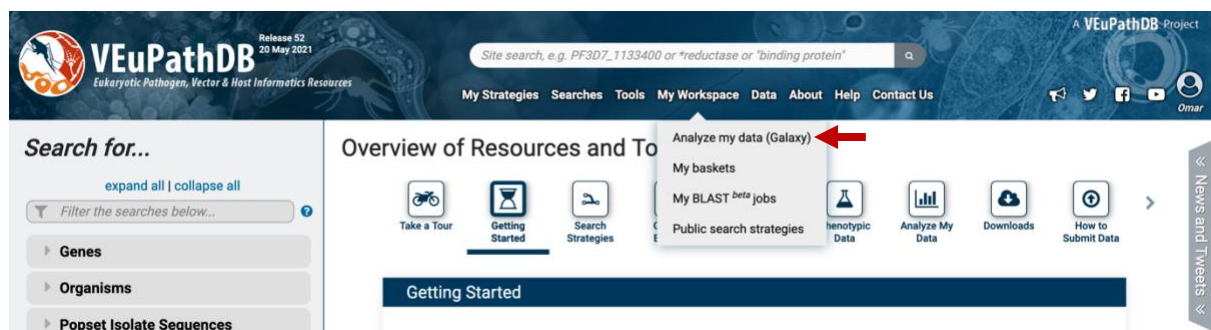 A VEuPathDB Project
Release 52
20 May 2021
VEuPathDB
Eukaryotic Pathogen, Vector & Host Informatics Resources
Site search, e.g. PF3D7_1133400 or *reductase or "binding protein"
My Strategies Searches Tools My Workspace Data About Help Contact Us
Omar
Analyze my data (Galaxy)
My baskets
My BLAST beta jobs
Public search strategies
Search for...
expand all | collapse all
Filter the searches below...
Genes
Organisms
Popset Isolate Sequences
Overview of Resources and To
Take a Tour
Getting
Started
Search
Strategies
henotypic
Data
Analyze My
Data
Downloads
How to
Submit Data
Getting Started
« News and Tweets «